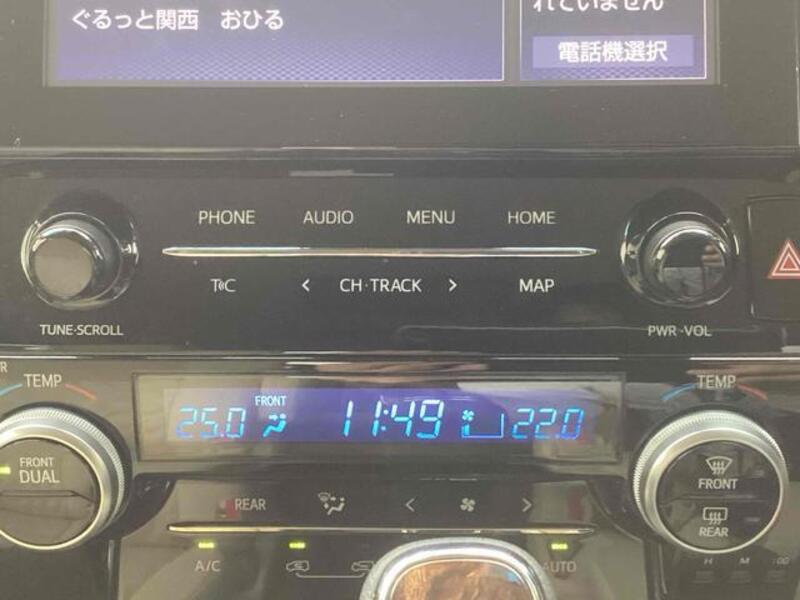 ぐるっと関西 おひる
れていません
電話機選択
PHONE AUDIO MENU HOME
CH·TRACK MAP
TUNE·SCROLL
PWR·VOL
TEMP
TEMP
25.0 FRONT 11:49 22.0
FRONT
DUAL
FRONT
REAR
REAR
A/C
AUTO
H M :00